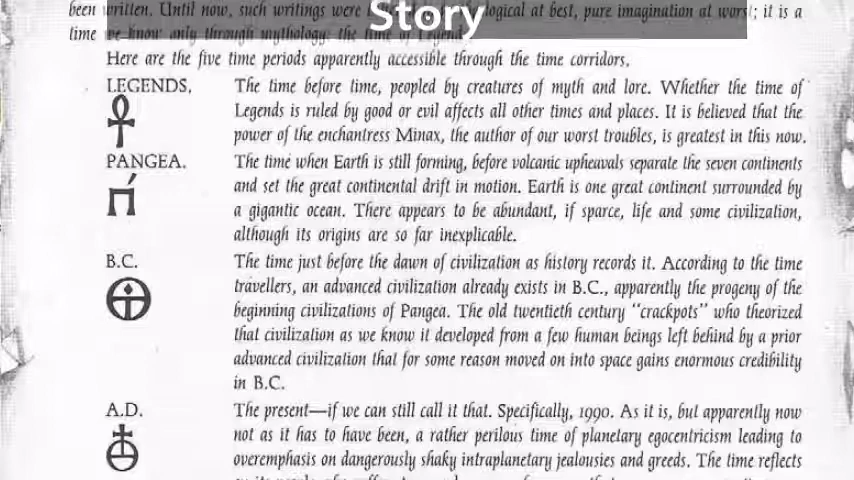 Story
been written. Until now, such writings were logical at best, pure imagination at worst; it is a
time we know only through mythology: the time of Legend.
Here are the five time periods apparently accessible through the time corridors.
LEGENDS. The time before time, peopled by creatures of myth and lore. Whether the time of
Legends is ruled by good or evil affects all other times and places. It is believed that the
power of the enchantress Minax, the author of our worst troubles, is greatest in this now.
PANGEA. The time when Earth is still forming, before volcanic upheavals separate the seven continents
and set the great continental drift in motion. Earth is one great continent surrounded by
a gigantic ocean. There appears to be abundant, if sparce, life and some civilization,
although its origins are so far inexplicable.
B.C. The time just before the dawn of civilization as history records it. According to the time
travellers, an advanced civilization already exists in B.C., apparently the progeny of the
beginning civilizations of Pangea. The old twentieth century "crackpots" who theorized
that civilization as we know it developed from a few human beings left behind by a prior
advanced civilization that for some reason moved on into space gains enormous credibility
in B.C.
A.D. The present—if we can still call it that. Specifically, 1990. As it is, but apparently now
not as it has to have been, a rather perilous time of planetary egocentricism leading to
overemphasis on dangerously shaky intraplanetary jealousies and greeds. The time reflects